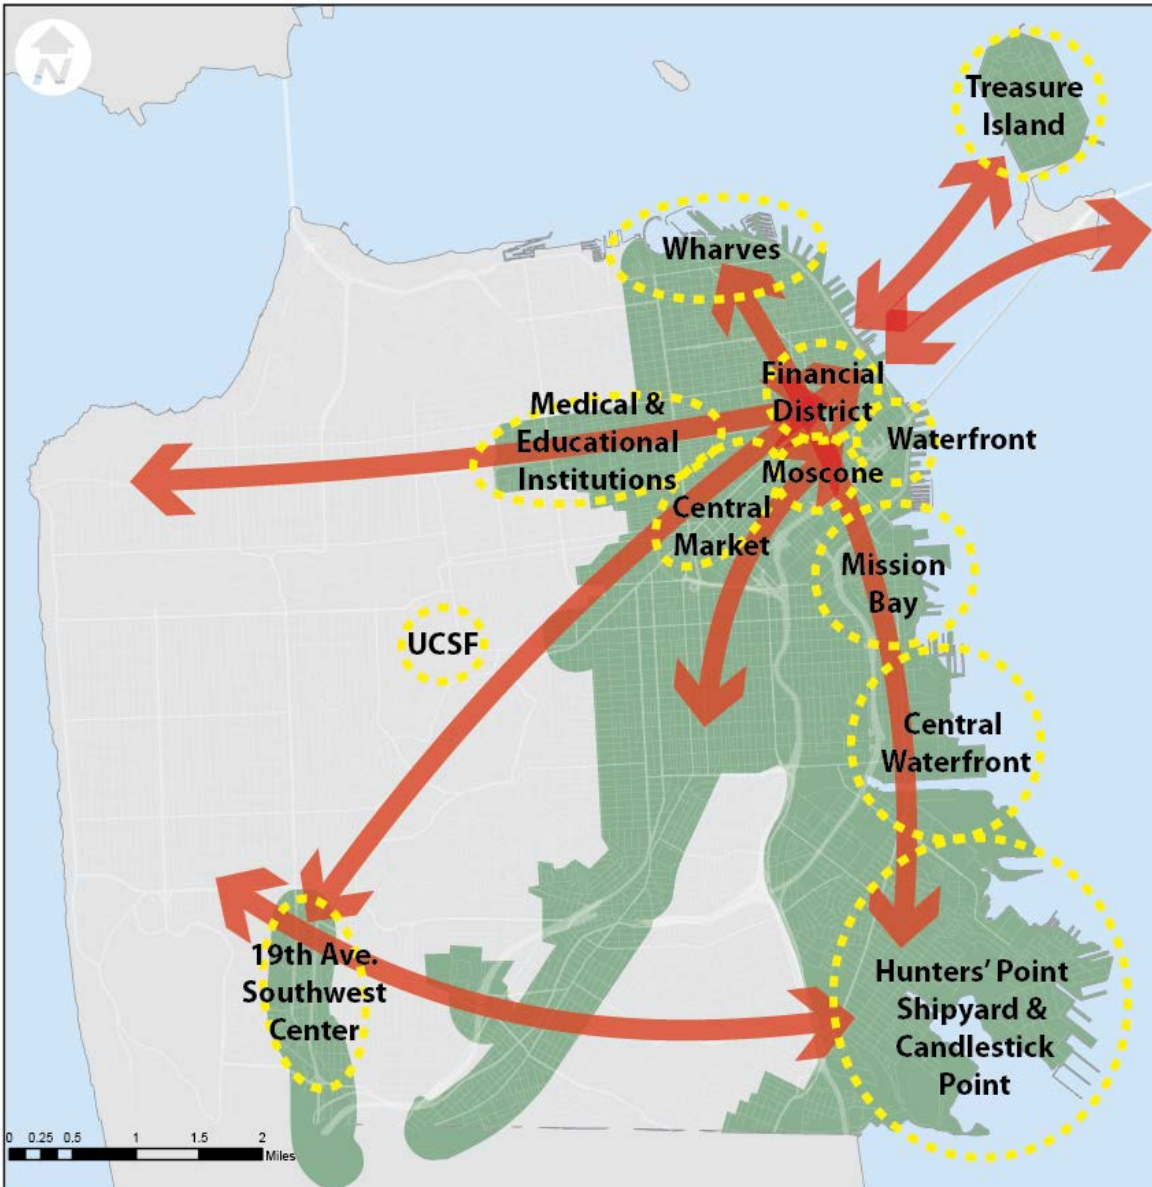 N
Treasure
Island
Wharves
Financial
District
Medical &
Educational
Institutions
Waterfront
Moscone
Central
Market
Mission
Bay
UCSF
Central
Waterfront
19th Ave.
Southwest
Center
Hunters’ Point
Shipyard &
Candlestick
Point
0 0.25 0.5 1 1.5 2
Miles